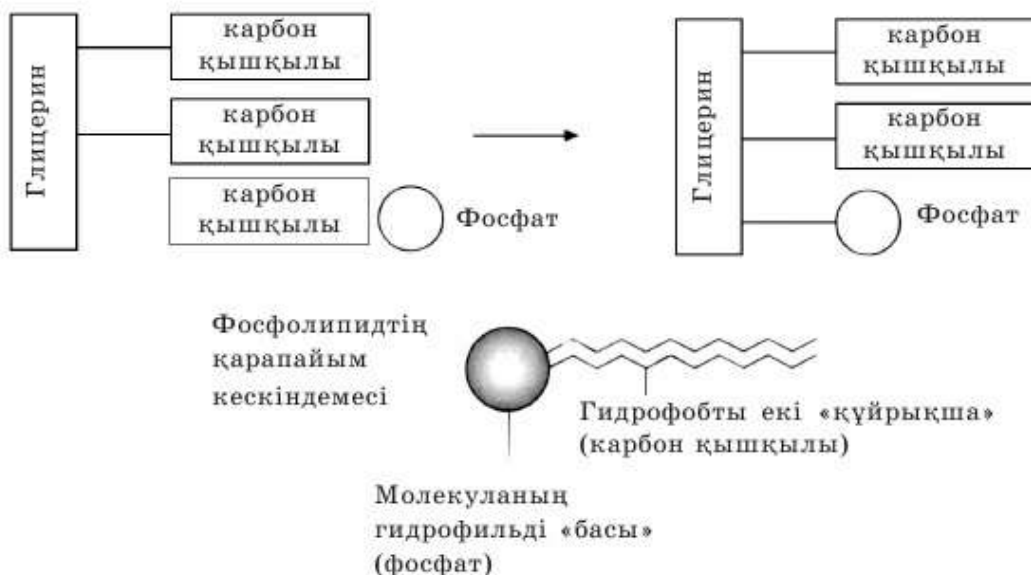 Глицерин
карбон
қышқылы
карбон
қышқылы
карбон
қышқылы
Фосфат
Глицерин
карбон
қышқылы
карбон
қышқылы
Фосфат
Фосфолипидтің
қарапайым
кескіндемесі
Гидрофобты екі «құйрықша»
(карбон қышқылы)
Молекуланың
гидрофильді «басы»
(фосфат)